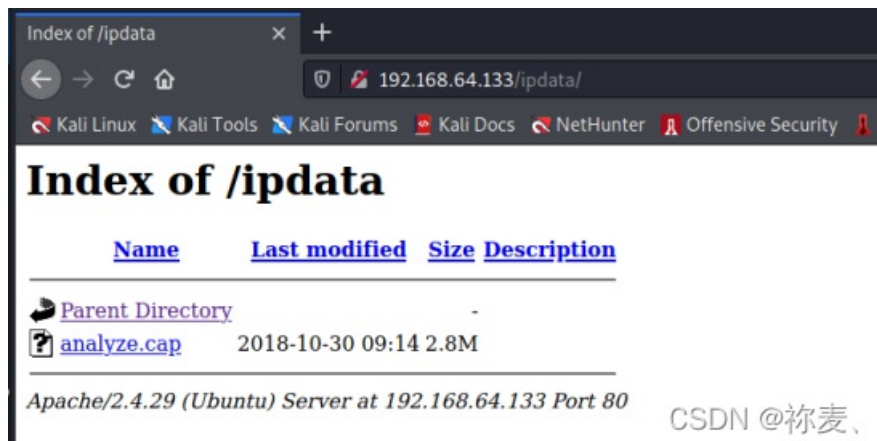 Index of /ipdata
192.168.64.133/ipdata/
Kali Linux Kali Tools Kali Forums Kali Docs NetHunter Offensive Security
Index of /ipdata
Name Last modified Size Description
Parent Directory -
analyze.cap 2018-10-30 09:14 2.8M
Apache/2.4.29 (Ubuntu) Server at 192.168.64.133 Port 80
CSDN @祢麦、